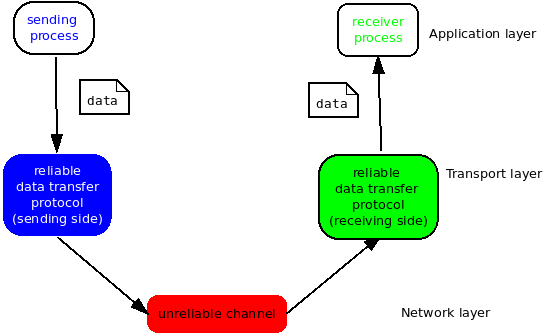 sending
process
receiver
process
Application layer
data
data
reliable
data transfer
protocol
(sending side)
reliable
data transfer
protocol
(receiving side)
Transport layer
unreliable channel
Network layer